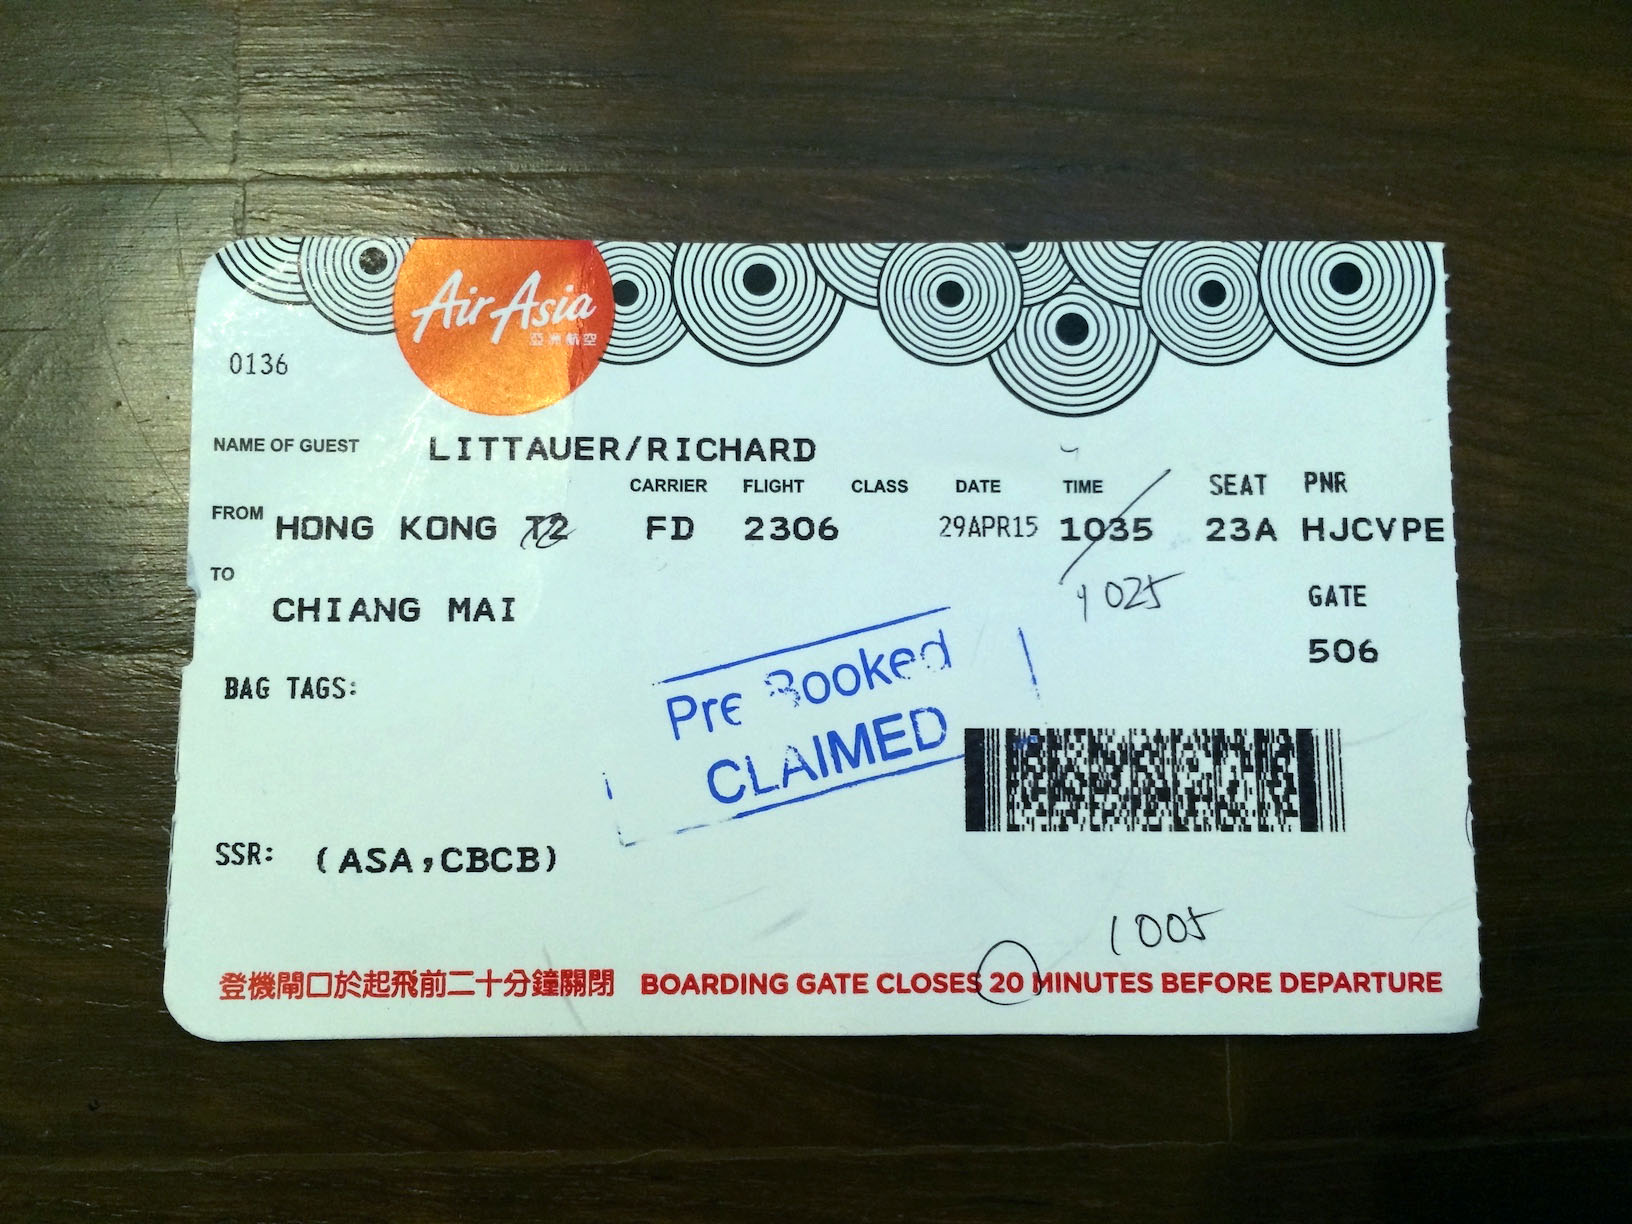 AirAsia
亞洲航空
0136
NAME OF GUEST LITTAUER/RICHARD
CARRIER FLIGHT CLASS DATE TIME SEAT PNR
FROM HONG KONG T2 FD 2306 29APR15 1035 23A HJCVPE
1025
TO
CHIANG MAI
GATE
506
BAG TAGS:
Pre Booked
CLAIMED
SSR: (ASA,CBCB)
1005
登機閘口於起飛前二十分鐘關閉 BOARDING GATE CLOSES 20 MINUTES BEFORE DEPARTURE